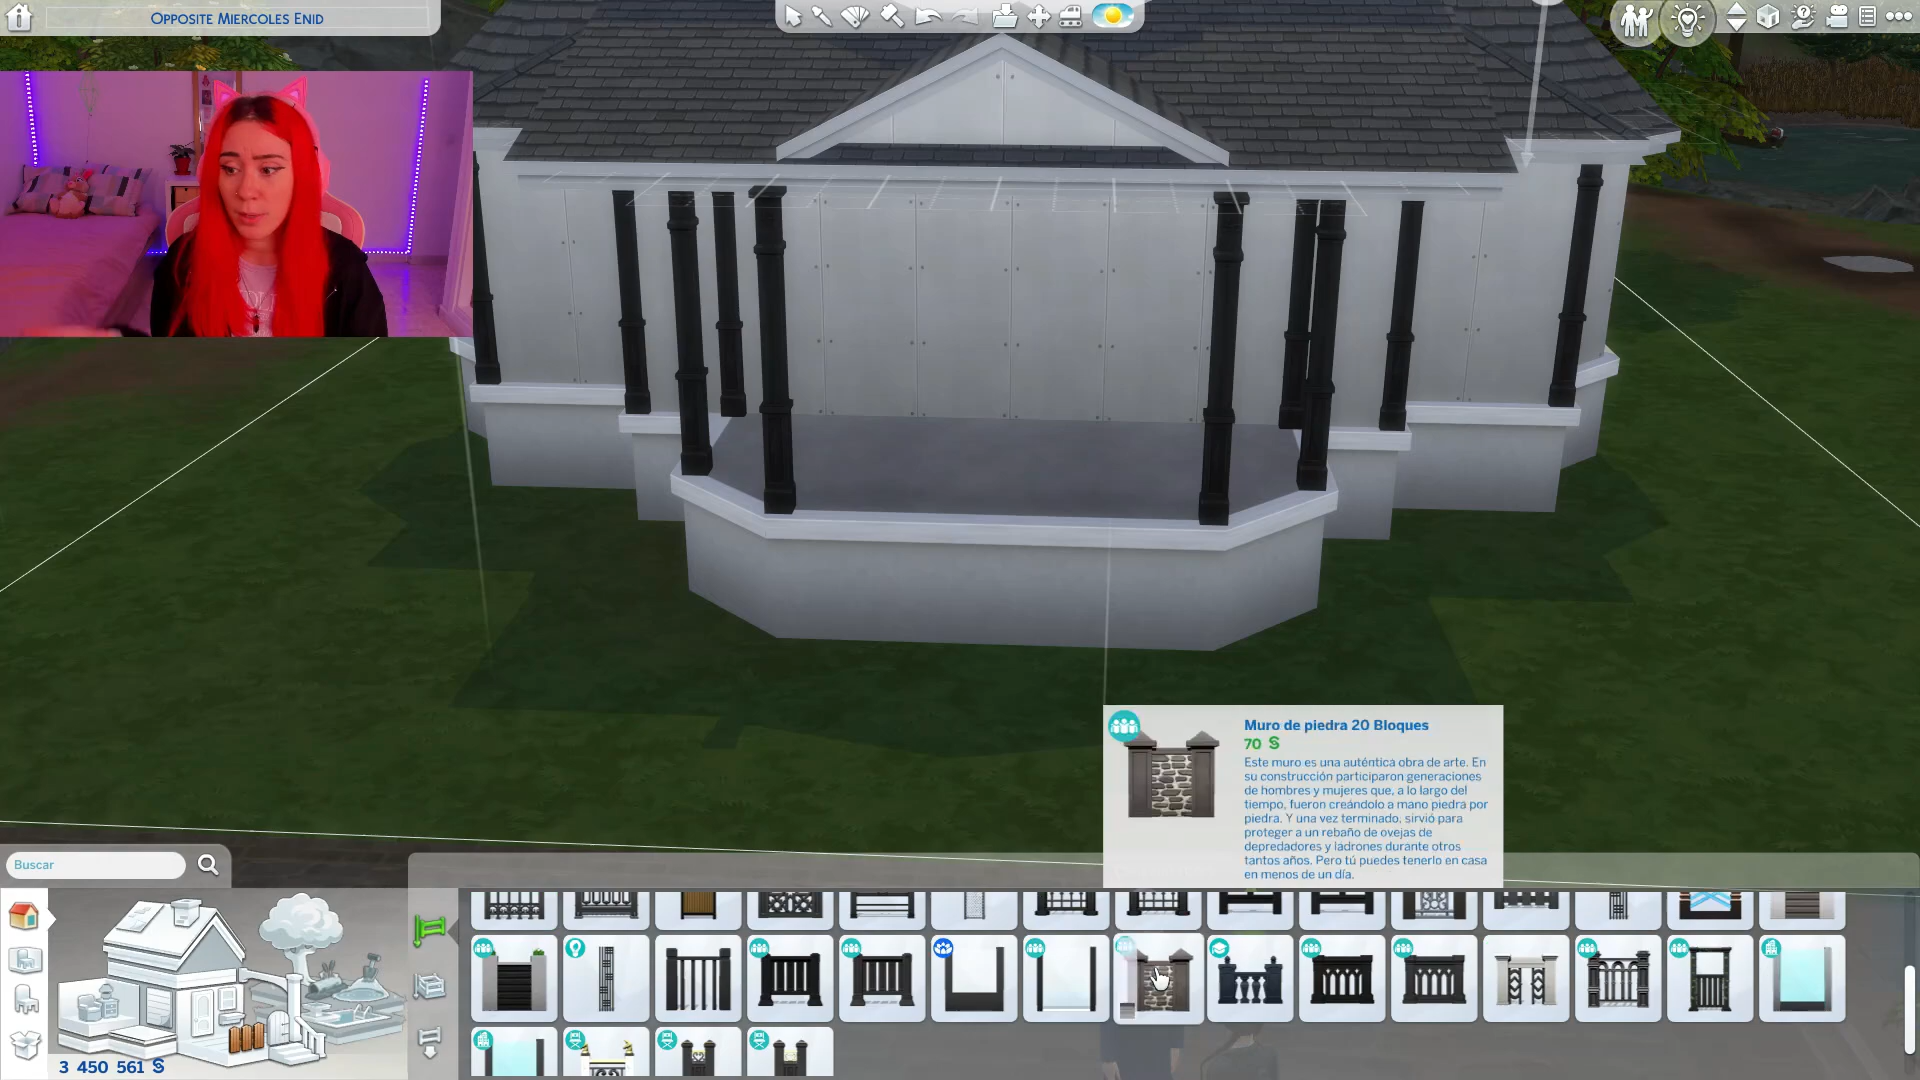 OPPOSITE MIERCOLES ENID
Muro de piedra 20 Bloques
70 S
Este muro es una auténtica obra de arte. En
su construcción participaron generaciones
de hombres y mujeres que, a lo largo del
tiempo, fueron creándolo a mano piedra por
piedra. Y una vez terminado, sirvió para
proteger a un rebaño de ovejas de
depredadores y ladrones durante otros
tantos años. Pero tú puedes tenerlo en casa
en menos de un día.
Buscar
3 450 561 S